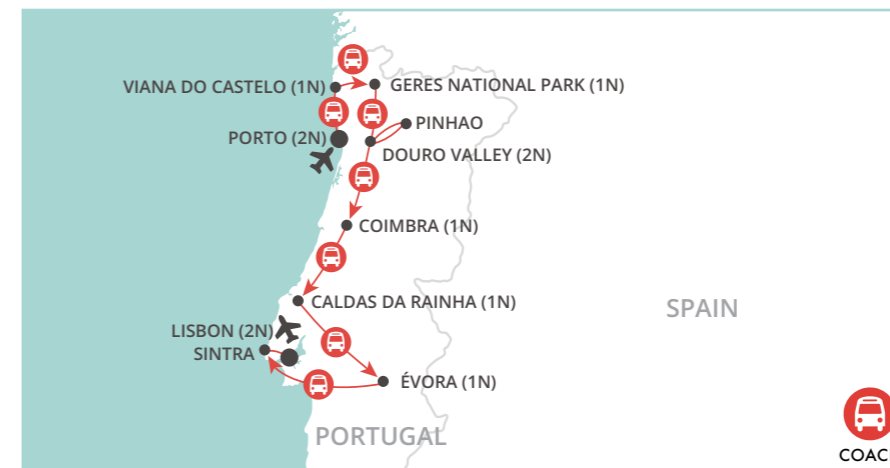 VIANA DO CASTELO (1N)
GERES NATIONAL PARK (1N)
PINHAO
PORTO (2N)
DOURO VALLEY (2N)
COIMBRA (1N)
CALDAS DA RAINHA (1N)
SPAIN
LISBON (2N)
SINTRA
ÉVORA (1N)
PORTUGAL
COAC